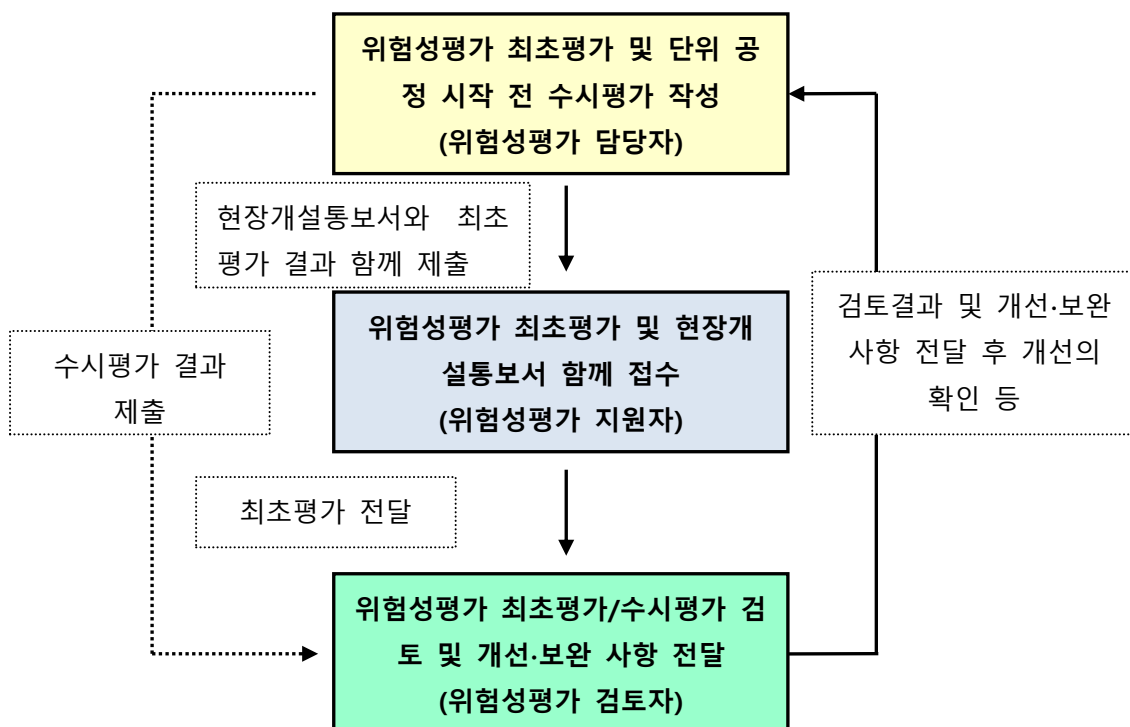 위험성평가 최초평가 및 단위 공
정 시작 전 수시평가 작성
(위험성평가 담당자)
현장개설통보서와 최초
평가 결과 함께 제출
위험성평가 최초평가 및 현장개
설통보서 함께 접수
(위험성평가 지원자)
검토결과 및 개선·보완
사항 전달 후 개선의
확인 등
수시평가 결과
제출
최초평가 전달
위험성평가 최초평가/수시평가 검
토 및 개선·보완 사항 전달
(위험성평가 검토자)